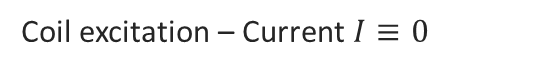 Coil excitation – Current I ≡ 0